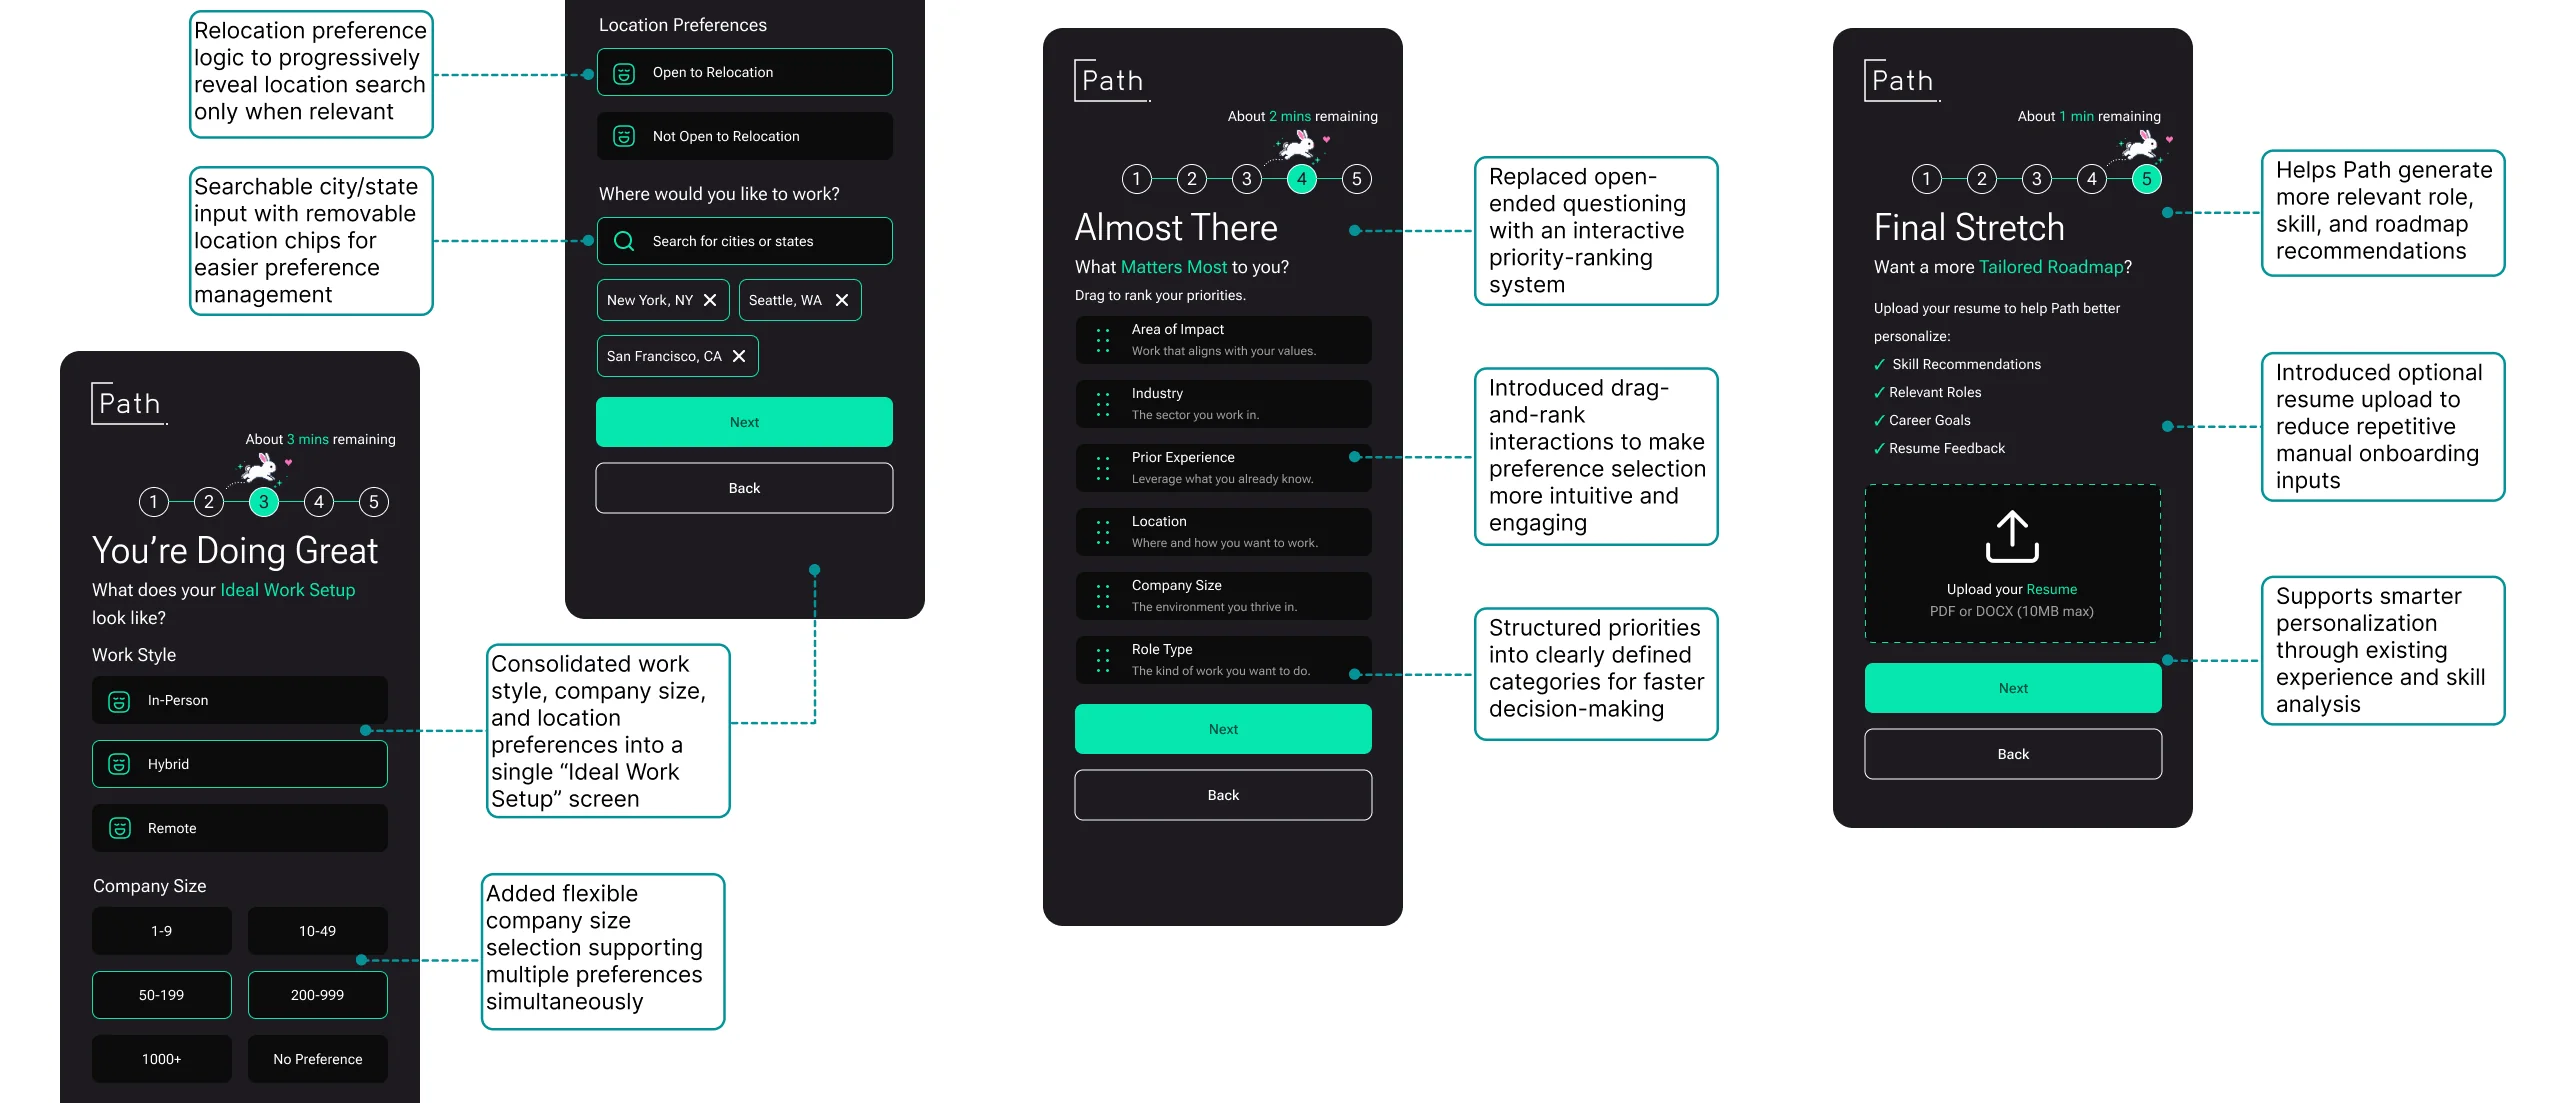 Relocation preference
logic to progressively
reveal location search
only when relevant
Searchable city/state
input with removable
location chips for
easier preference
management
Path
About 3 mins remaining
1 2 3 4 5
You’re Doing Great
What does your Ideal Work Setup
look like?
Work Style
In-Person
Hybrid
Remote
Company Size
1-9 10-49
50-199 200-999
1000+ No Preference
Location Preferences
Open to Relocation
Not Open to Relocation
Where would you like to work?
Search for cities or states
New York, NY Seattle, WA
San Francisco, CA
Next
Back
Consolidated work
style, company size,
and location
preferences into a
single “Ideal Work
Setup” screen
Added flexible
company size
selection supporting
multiple preferences
simultaneously
Path
About 2 mins remaining
1 2 3 4 5
Almost There
What Matters Most to you?
Drag to rank your priorities.
Area of Impact
Work that aligns with your values.
Industry
The sector you work in.
Prior Experience
Leverage what you already know.
Location
Where and how you want to work.
Company Size
The environment you thrive in.
Role Type
The kind of work you want to do.
Next
Back
Replaced open-
ended questioning
with an interactive
priority-ranking
system
Introduced drag-
and-rank
interactions to make
preference selection
more intuitive and
engaging
Structured priorities
into clearly defined
categories for faster
decision-making
Path
About 1 min remaining
1 2 3 4 5
Final Stretch
Want a more Tailored Roadmap?
Upload your resume to help Path better
personalize:
✓ Skill Recommendations
✓ Relevant Roles
✓ Career Goals
✓ Resume Feedback
Upload your Resume
PDF or DOCX (10MB max)
Next
Back
Helps Path generate
more relevant role,
skill, and roadmap
recommendations
Introduced optional
resume upload to
reduce repetitive
manual onboarding
inputs
Supports smarter
personalization
through existing
experience and skill
analysis